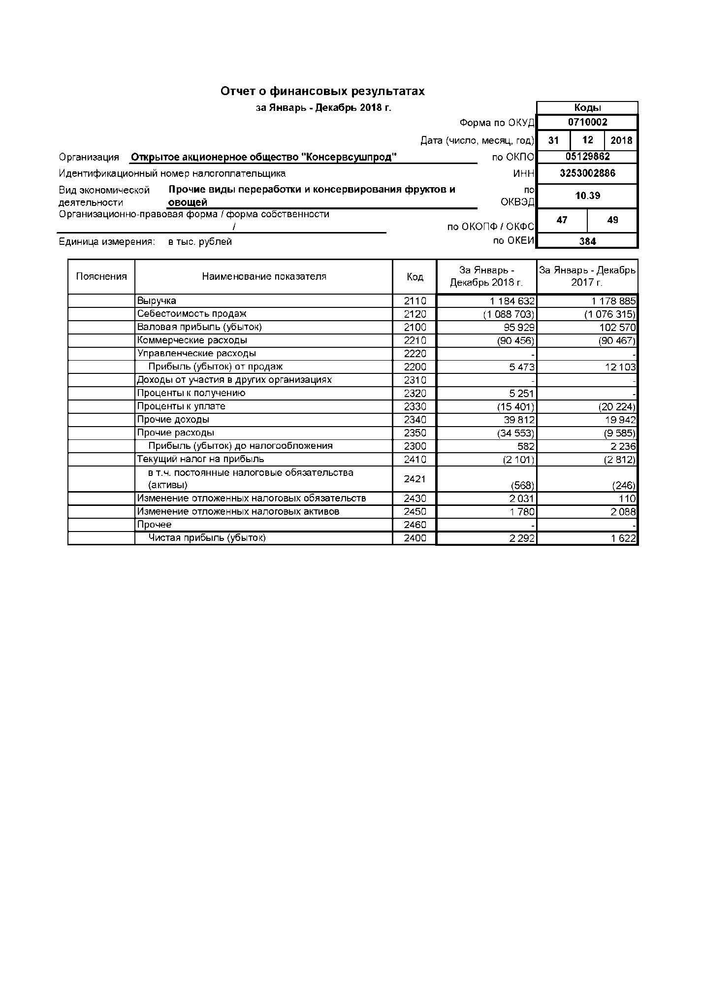 Отчет о финансовых результатах
за Январь - Декабрь 2018 г.
Коды
Форма по ОКУД 0710002
Дата (число, месяц, год) 31 12 2018
Организация Открытое акционерное общество "Консервсушпрод" по ОКПО 05129862
Идентификационный номер налогоплательщика ИНН 3253002886
Вид экономической деятельности Прочие виды переработки и консервирования фруктов и овощей по ОКВЭД 10.39
Организационно-правовая форма / форма собственности
/ по ОКОПФ / ОКФС 47 49
Единица измерения: в тыс. рублей по ОКЕИ 384
Пояснения Наименование показателя Код За Январь - Декабрь 2018 г. За Январь - Декабрь 2017 г.
Выручка 2110 1 184 632 1 178 885
Себестоимость продаж 2120 (1 088 703) (1 076 315)
Валовая прибыль (убыток) 2100 95 929 102 570
Коммерческие расходы 2210 (90 456) (90 467)
Управленческие расходы 2220 - -
Прибыль (убыток) от продаж 2200 5 473 12 103
Доходы от участия в других организациях 2310 - -
Проценты к получению 2320 5 251 -
Проценты к уплате 2330 (15 401) (20 224)
Прочие доходы 2340 39 812 19 942
Прочие расходы 2350 (34 553) (9 585)
Прибыль (убыток) до налогообложения 2300 582 2 236
Текущий налог на прибыль 2410 (2 101) (2 812)
в т.ч. постоянные налоговые обязательства (активы) 2421 (568) (246)
Изменение отложенных налоговых обязательств 2430 2 031 110
Изменение отложенных налоговых активов 2450 1 780 2 088
Прочее 2460 - -
Чистая прибыль (убыток) 2400 2 292 1 622